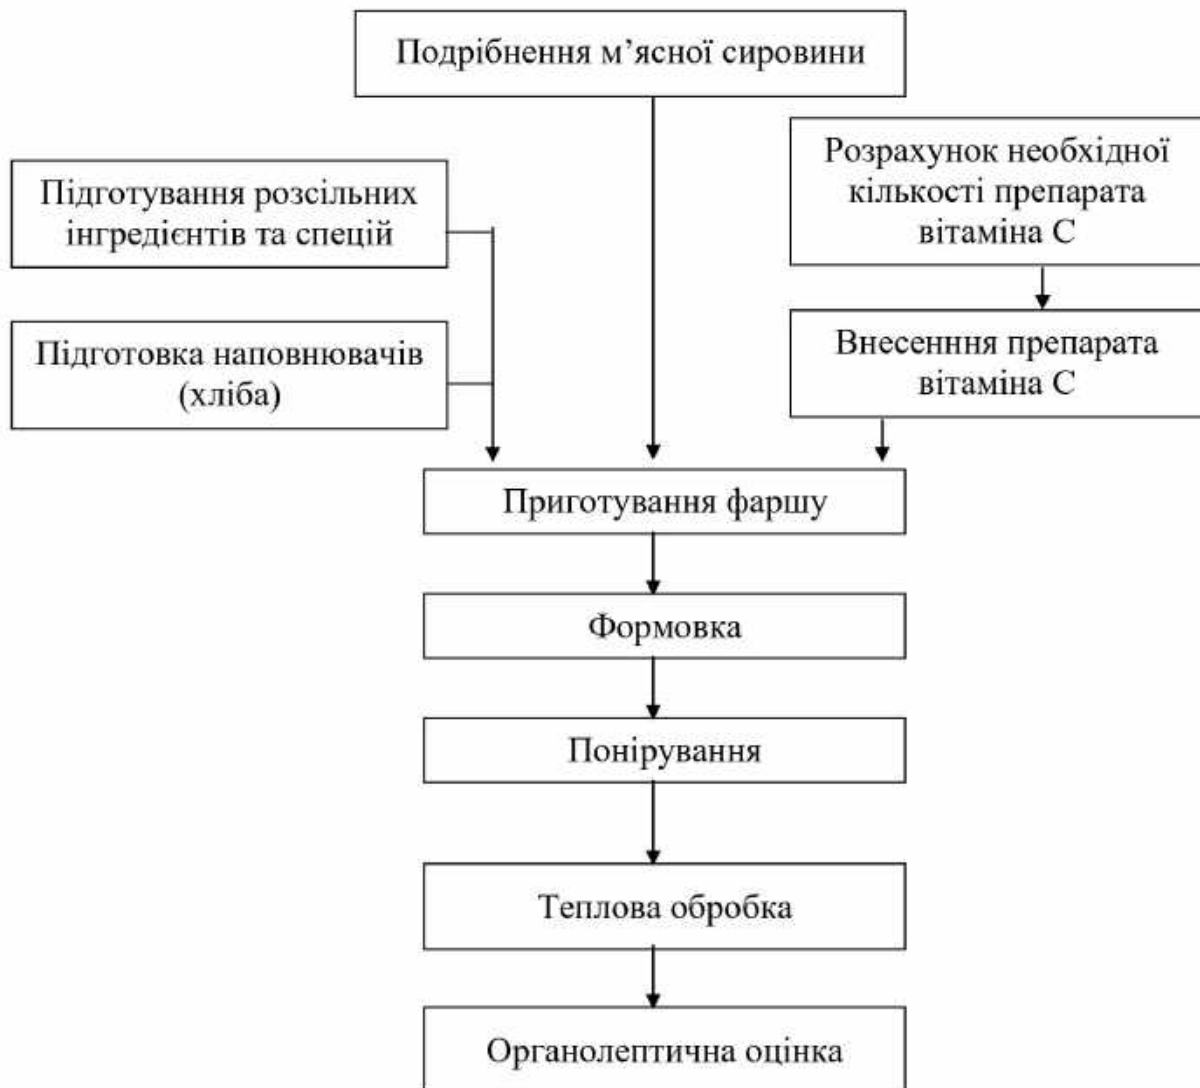 Подрібнення м’ясної сировини
Підготування розсільних
інгредієнтів та спецій
Розрахунок необхідної
кількості препарата
вітаміна С
Підготовка наповнювачів
(хліба)
Внесенння препарата
вітаміна С
Приготування фаршу
Формовка
Понірування
Теплова обробка
Органолептична оцінка